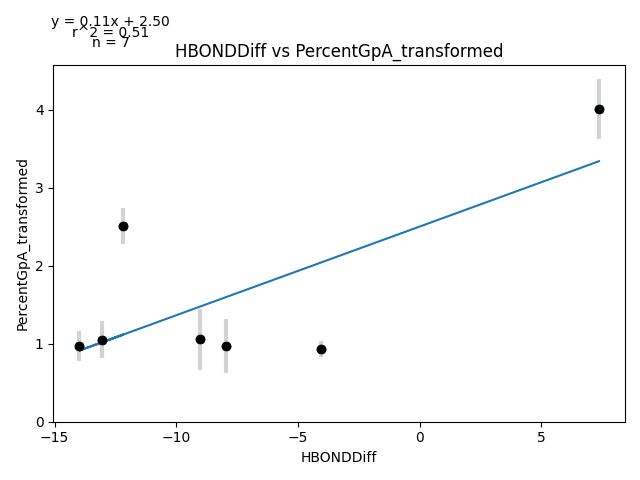 y = 0.11x + 2.50
r^2 = 0.51
n = 7
HBONDDiff vs PercentGpA_transformed
PercentGpA_transformed
4
3
2
1
0
−15
−10
−5
0
5
HBONDDiff